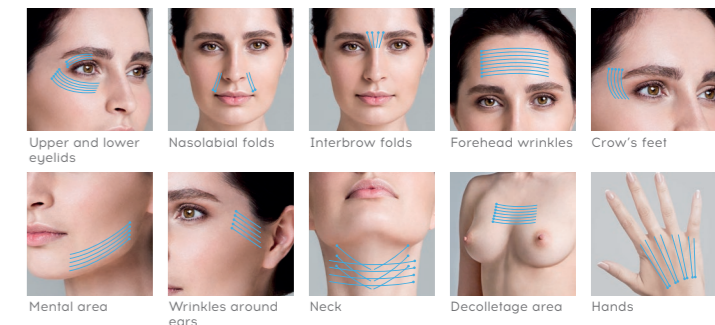 Upper and lower
eyelids
Nasolabial folds
Interbrow folds
Forehead wrinkles
Crow's feet
Mental area
Wrinkles around
ears
Neck
Decolletage area
Hands